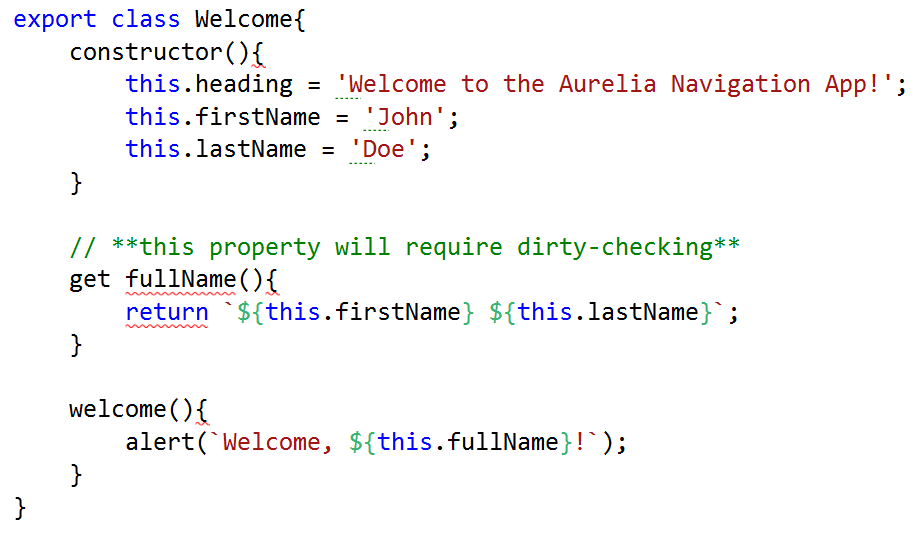 export class Welcome{
    constructor(){
        this.heading = 'Welcome to the Aurelia Navigation App!';
        this.firstName = 'John';
        this.lastName = 'Doe';
    }
    // **this property will require dirty-checking**
    get fullName(){
        return `${this.firstName} ${this.lastName}`;
    }
    welcome(){
        alert(`Welcome, ${this.fullName}!`);
    }
}